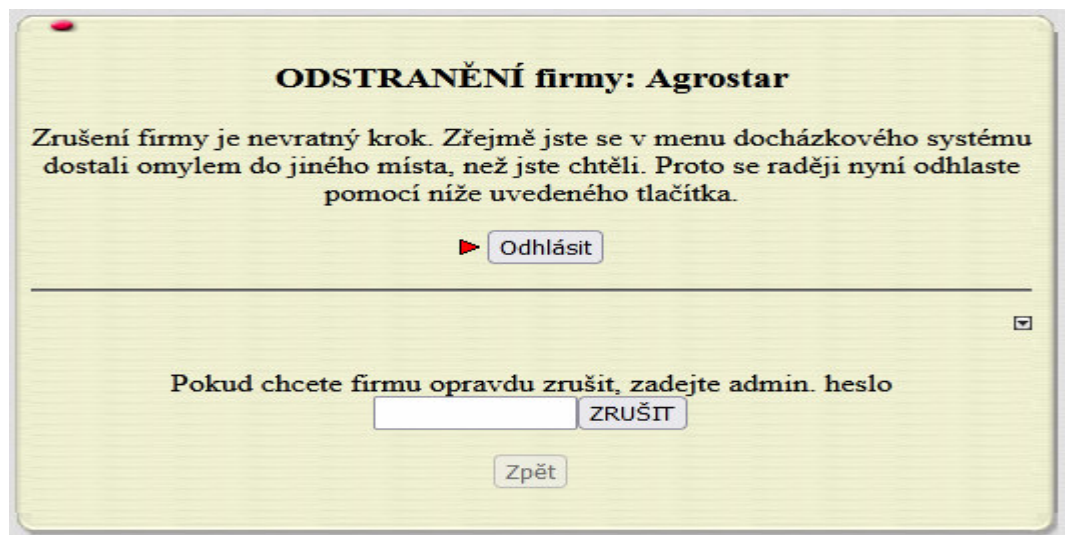 ODSTRANĚNÍ firmy: Agrostar
Zrušení firmy je nevratný krok. Zřejmě jste se v menu docházkového systému
dostali omylem do jiného místa, než jste chtěli. Proto se raději nyní odhlaste
pomocí níže uvedeného tlačítka.
Odhlásit
Pokud chcete firmu opravdu zrušit, zadejte admin. heslo
ZRUŠIT
Zpět